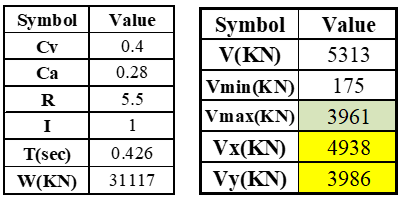 Symbol Value
Cv 0.4
Ca 0.28
R 5.5
I 1
T(sec) 0.426
W(KN) 31117
Symbol Value
V(KN) 5313
Vmin(KN) 175
Vmax(KN) 3961
Vx(KN) 4938
Vy(KN) 3986